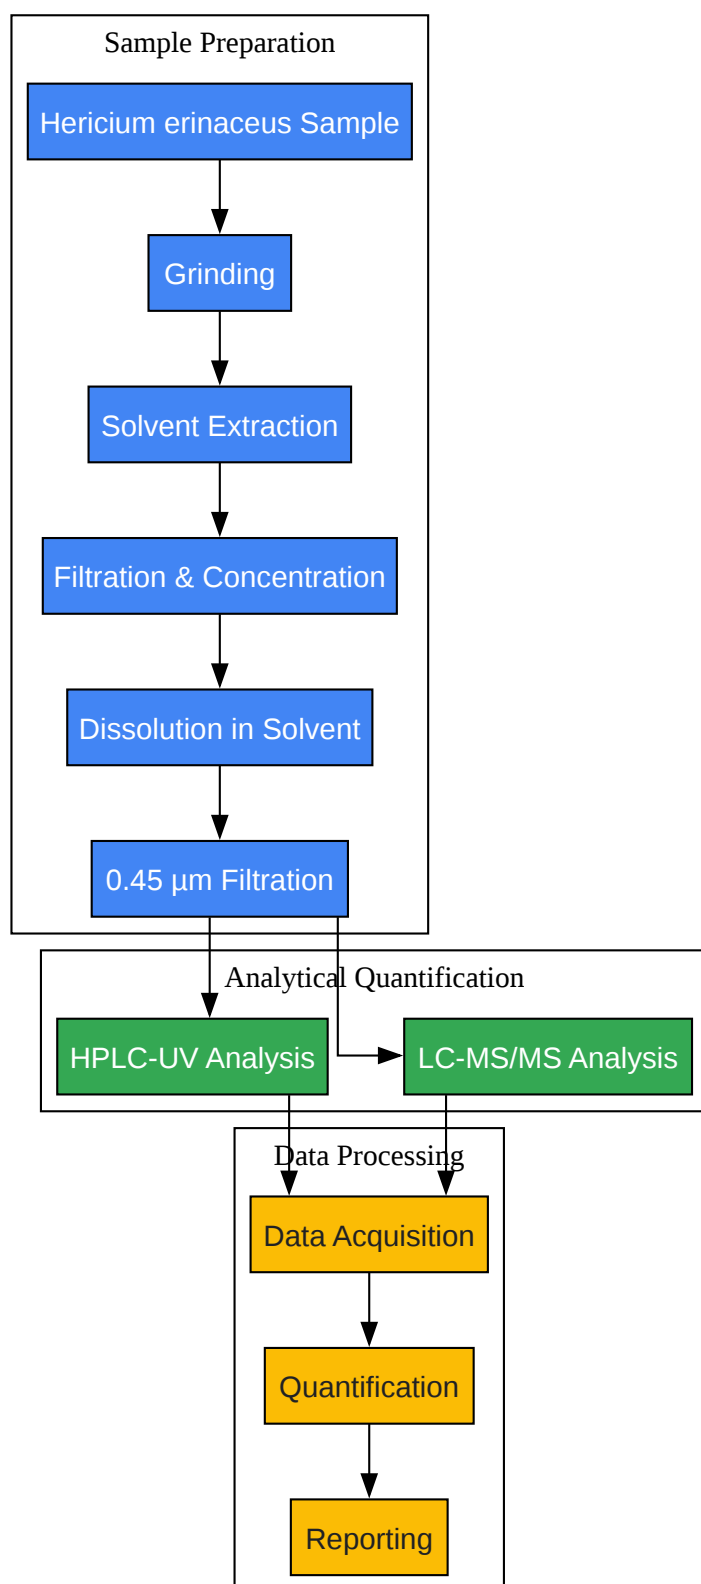 Sample Preparation
Hericium erinaceus Sample
Grinding
Solvent Extraction
Filtration & Concentration
Dissolution in Solvent
0.45 µm Filtration
Analytical Quantification
HPLC-UV Analysis
LC-MS/MS Analysis
Data Processing
Data Acquisition
Quantification
Reporting